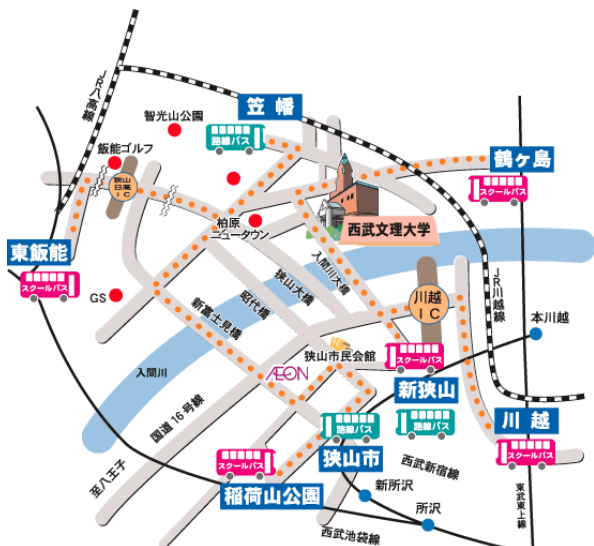 JR八高線
智光山公園
笠幡
路線バス
飯能ゴルフ
狭山
日高
IC
鶴ヶ島
スクールバス
西武文理大学
柏原
ニュータウン
入間川大橋
東飯能
スクールバス
GS
狭山大橋
昭代橋
新富士見橋
川越
IC
JR川越線
本川越
狭山市民会館
スクールバス
ÆON
入間川
国道16号線
新狭山
路線バス
川越
スクールバス
路線バス
狭山市
スクールバス
稲荷山公園
至八王子
西武新宿線
新所沢
所沢
西武池袋線
東武東上線